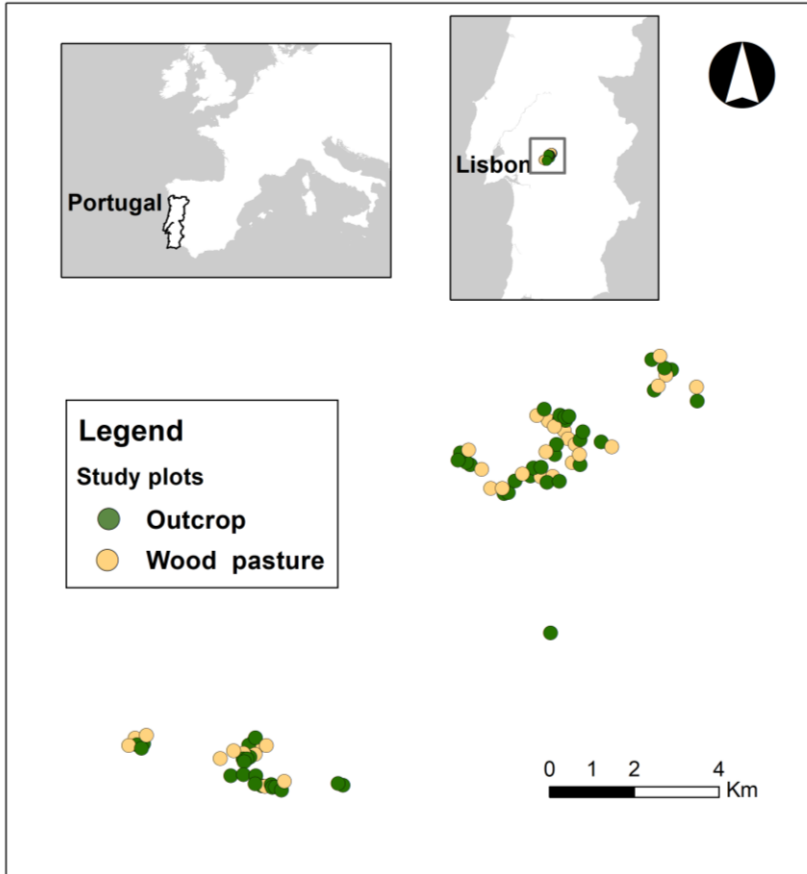 Portugal
Lisbon
Legend
Study plots
Outcrop
Wood pasture
0 1 2 4
Km